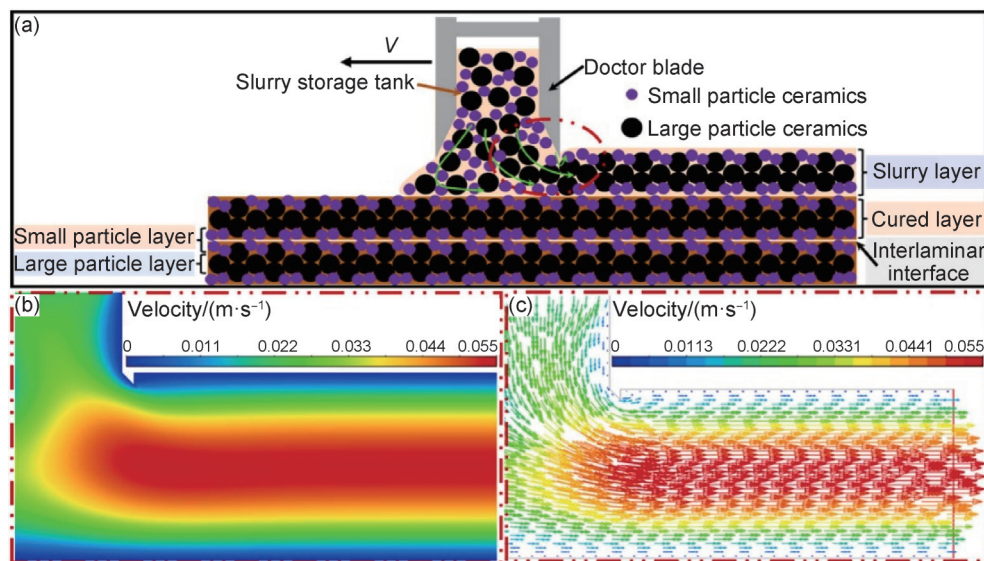 (a)
V
Slurry storage tank
Doctor blade
Small particle ceramics
Large particle ceramics
Slurry layer
Cured layer
Small particle layer
Large particle layer
Interlaminar
interface
(b)
Velocity/(m·s⁻¹)
0 0.011 0.022 0.033 0.044 0.055
(c)
Velocity/(m·s⁻¹)
0 0.0113 0.0222 0.0331 0.0441 0.055